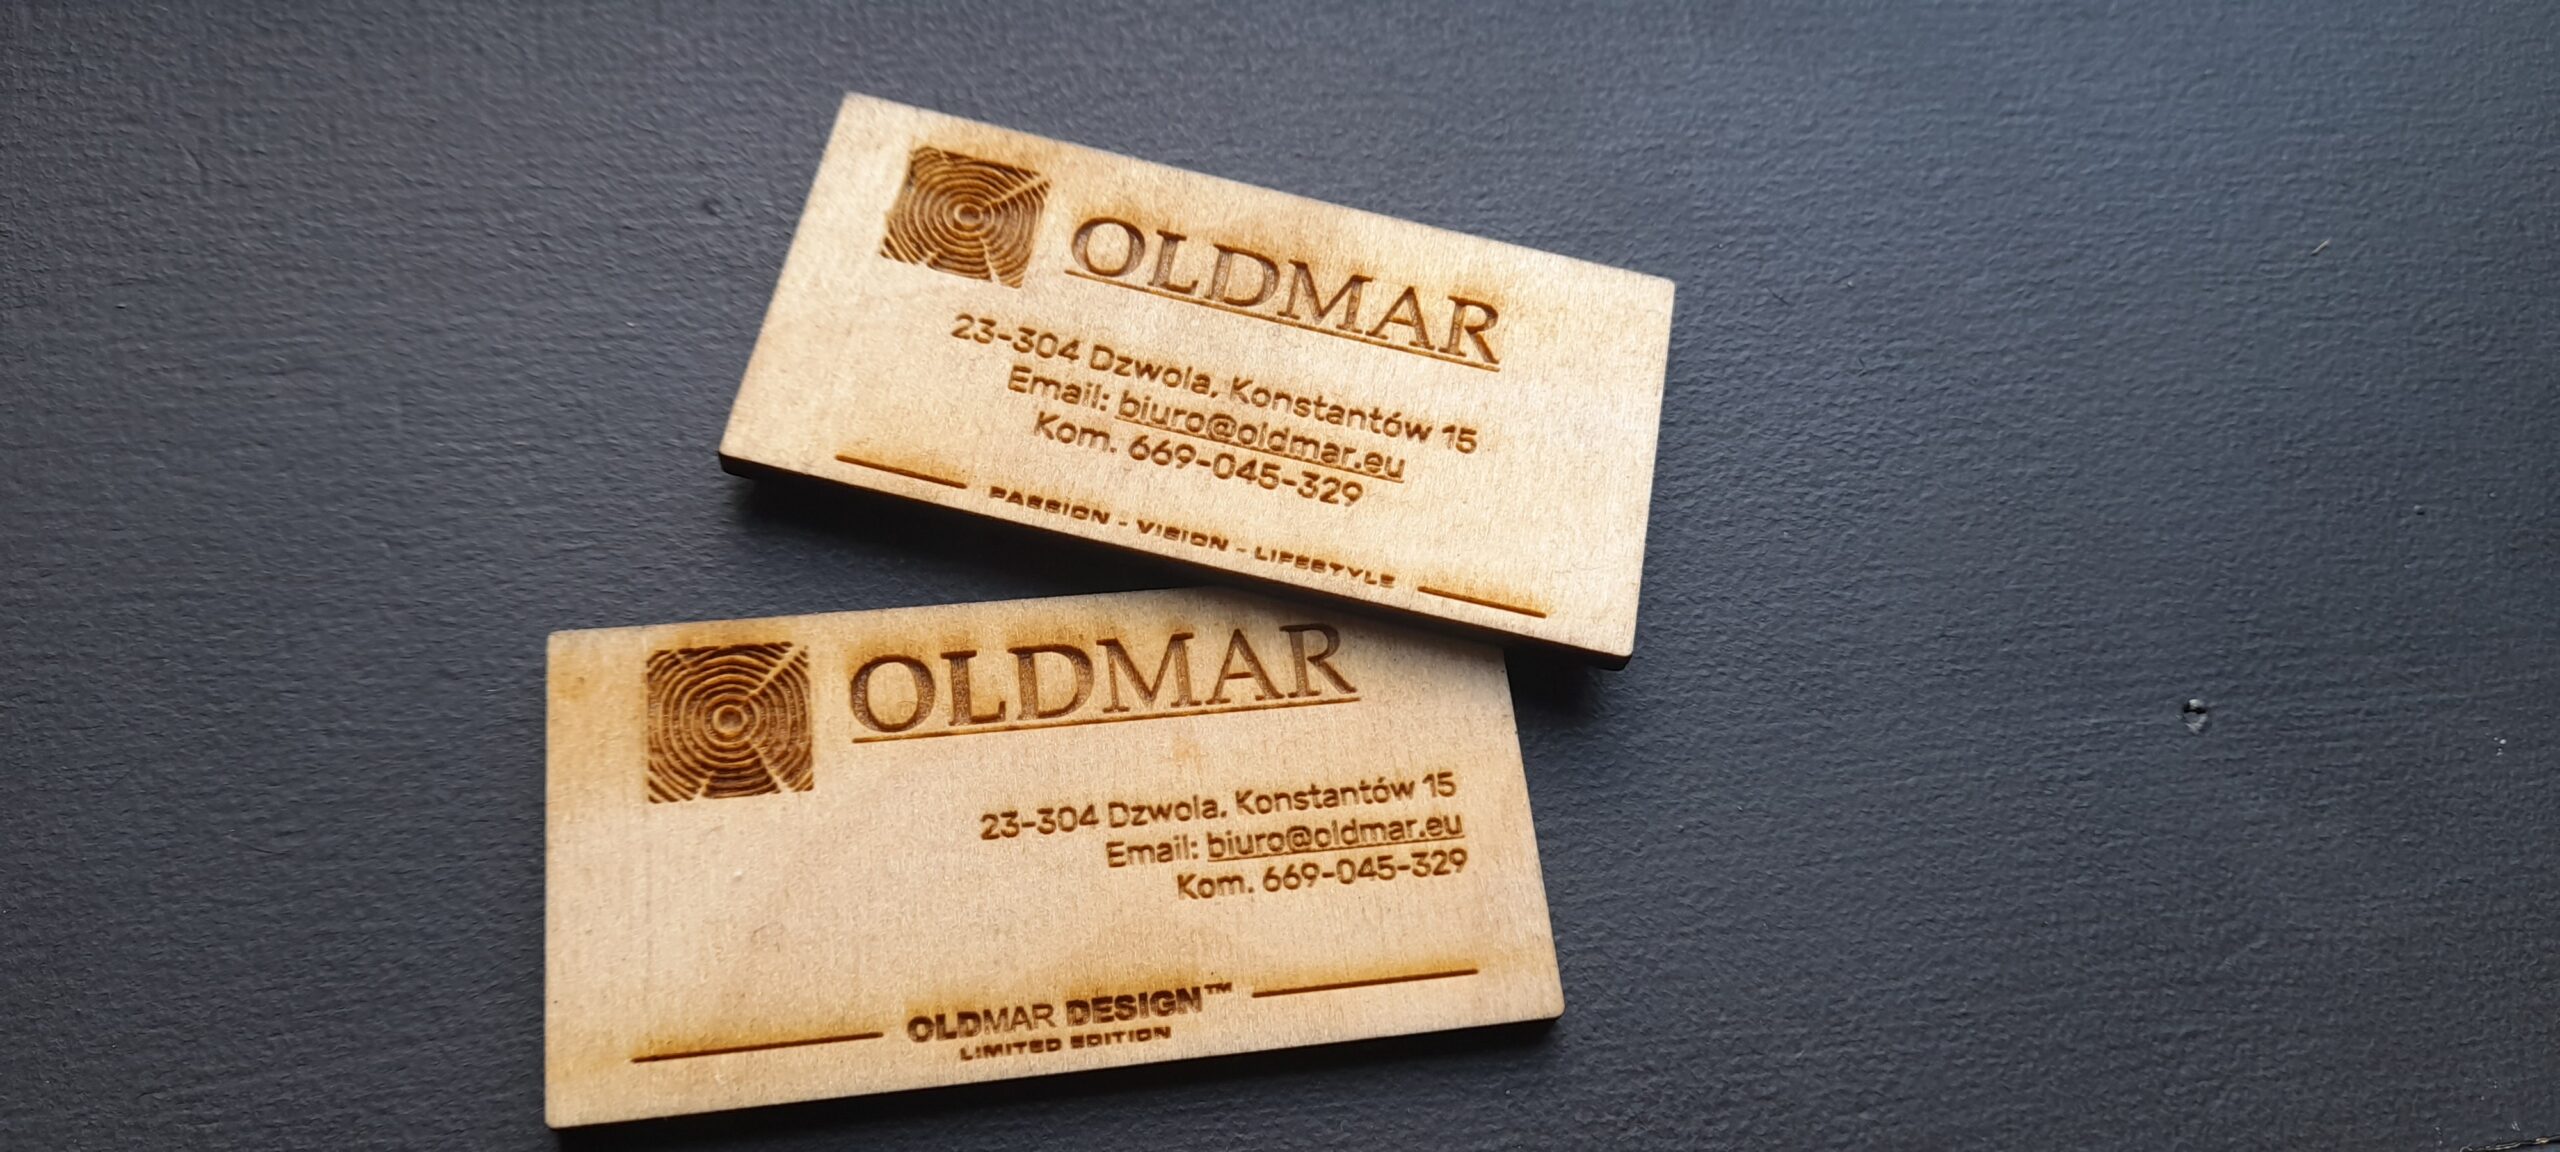 OLDMAR
23-304 Dzwola, Konstantów 15
Email: biuro@oldmar.eu
Kom. 669-045-329
PASSION - VISION - LIFESTYLE
OLDMAR
23-304 Dzwola, Konstantów 15
Email: biuro@oldmar.eu
Kom. 669-045-329
OLDMAR DESIGN™
LIMITED EDITION